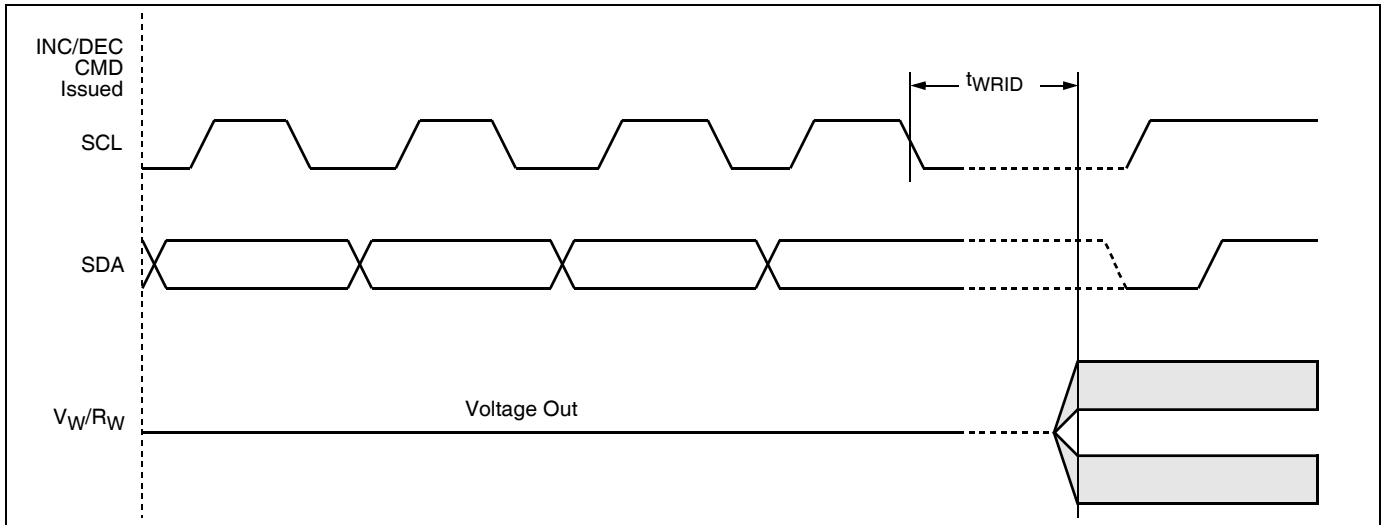 INC/DEC
CMD
Issued
tWRID
SCL
SDA
Voltage Out
VW/RW